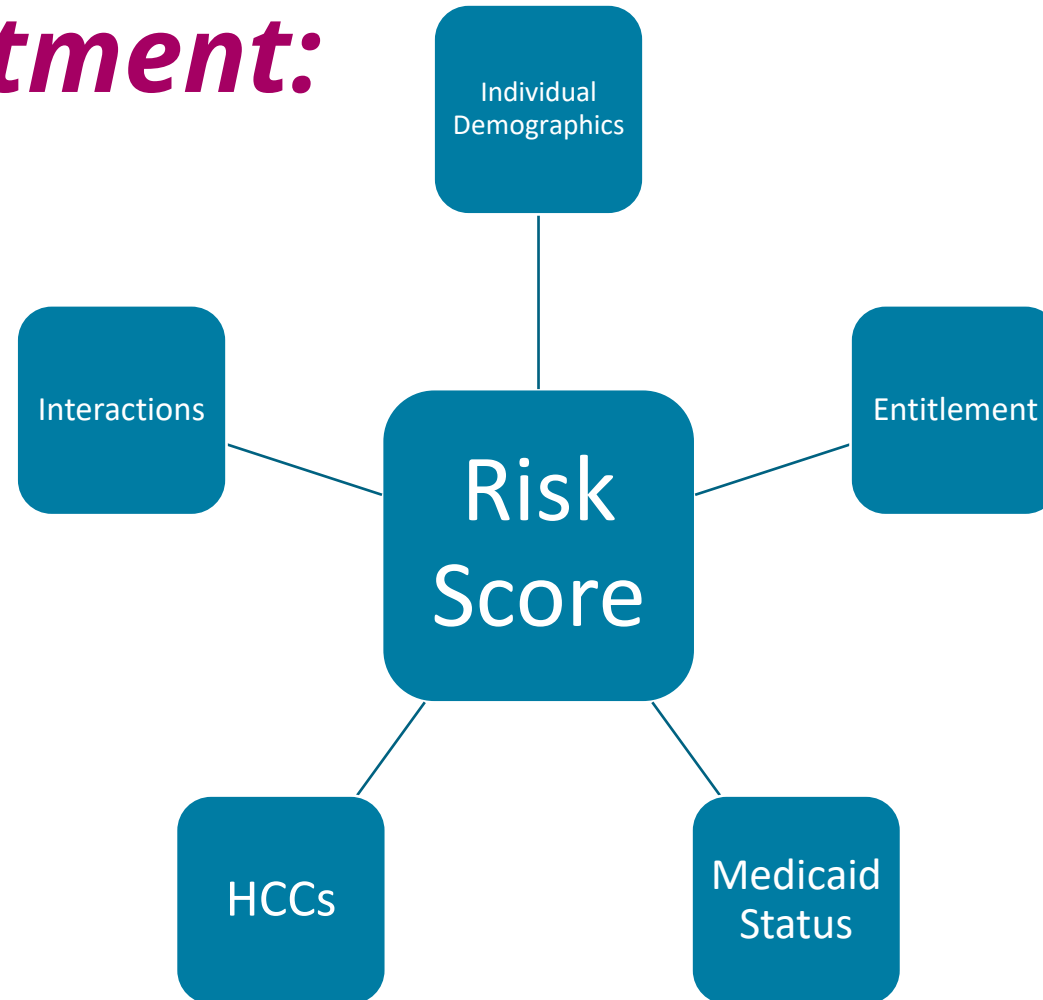 tment:
Individual
Demographics
Interactions
Entitlement
Risk
Score
HCCs
Medicaid
Status